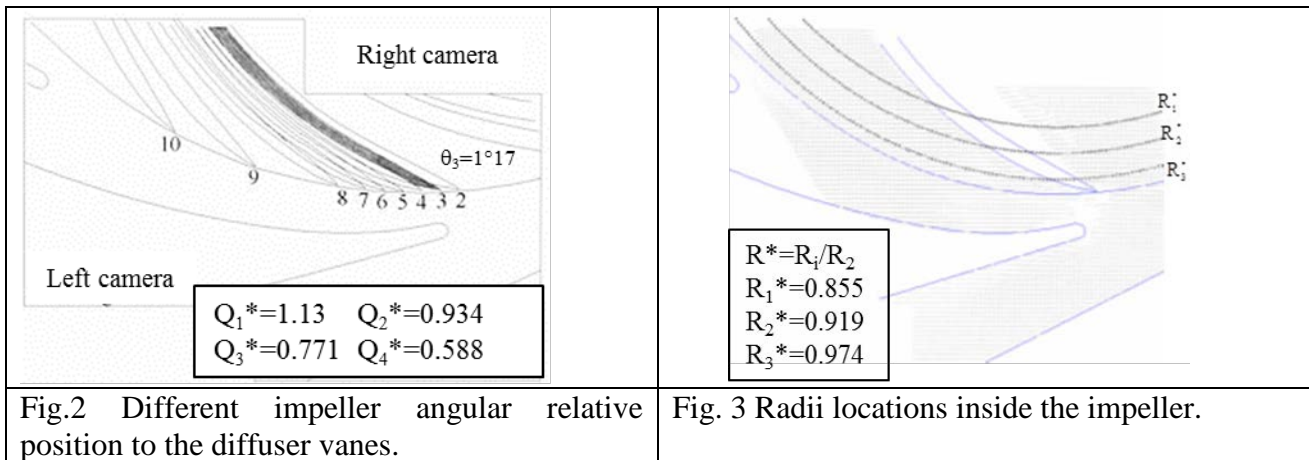 Right camera
θ₃=1°17
10
9
8 7 6 5 4 3 2
Left camera
Q₁*=1.13 Q₂*=0.934
Q₃*=0.771 Q₄*=0.588
Fig.2 Different impeller angular relative
position to the diffuser vanes.
R₁*
R₂*
R₃*
R*=Rᵢ/R₂
R₁*=0.855
R₂*=0.919
R₃*=0.974
Fig. 3 Radii locations inside the impeller.